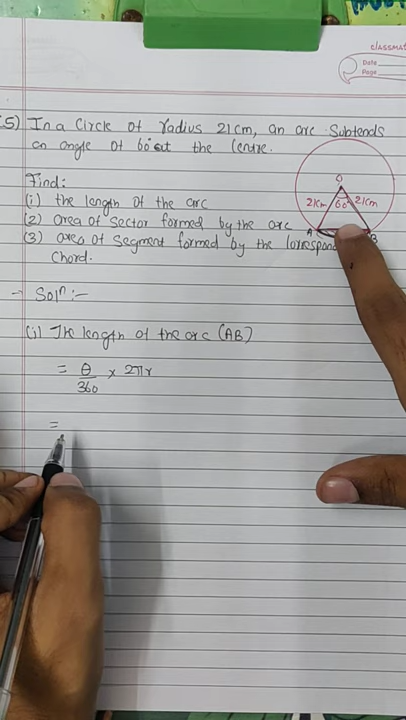 (5) In a Circle of radius 21cm, an arc Subtends
an angle of 60° at the Centre.
Find:
(i) the length of the arc
(2) area of Sector formed by the arc
(3) area of Segment formed by the Correspond
Chord.
→ Solⁿ:-
(i) The length of the arc (AB)
= θ/360 × 2πr
=
CLASSMAT
Date
Page
O
21cm 60° 21cm
A B